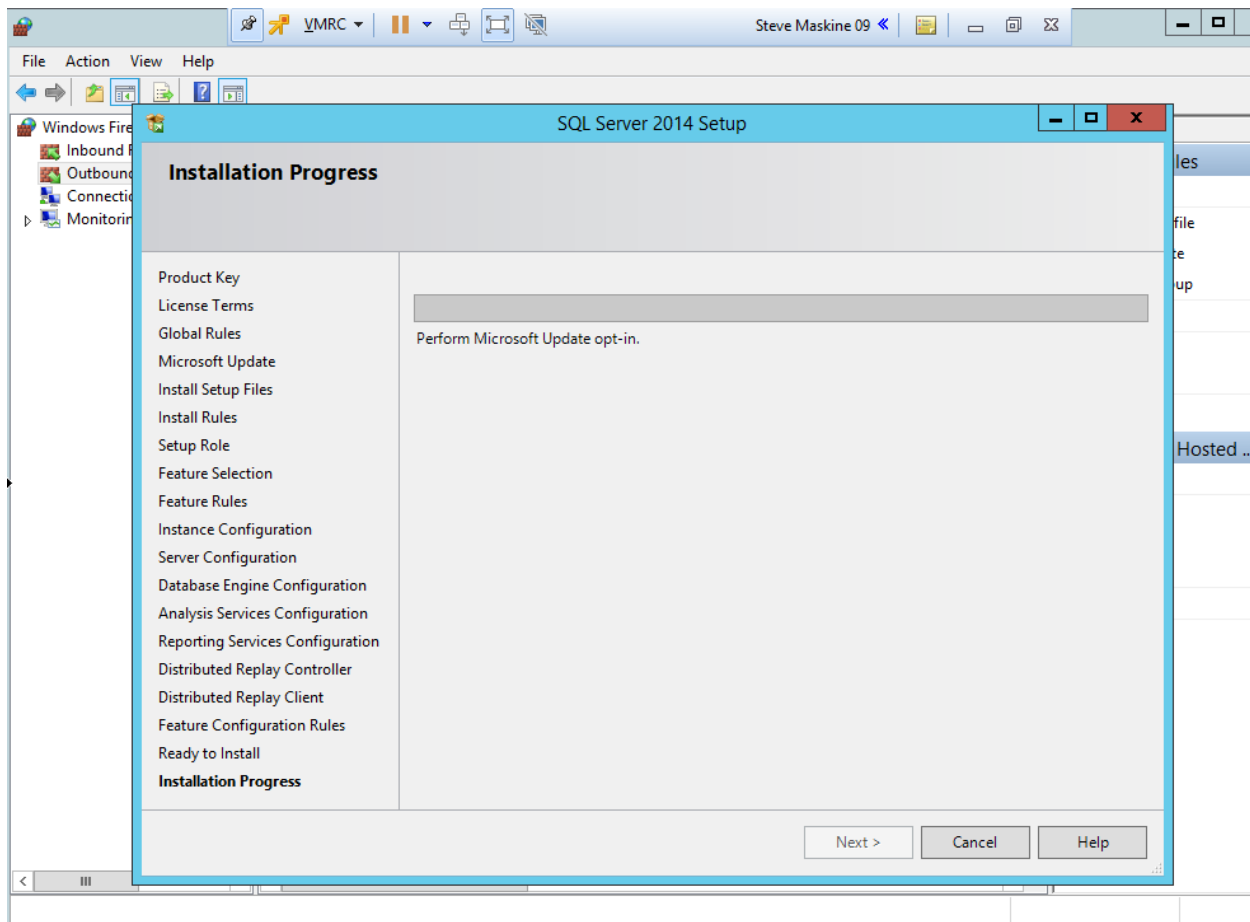 VMRC
Steve Maskine 09
File Action View Help
SQL Server 2014 Setup
Windows Fire
Inbound
Outbound
Connectio
Monitorin
Installation Progress
les
file
te
up
Hosted ..
Product Key
License Terms
Global Rules
Microsoft Update
Install Setup Files
Install Rules
Setup Role
Feature Selection
Feature Rules
Instance Configuration
Server Configuration
Database Engine Configuration
Analysis Services Configuration
Reporting Services Configuration
Distributed Replay Controller
Distributed Replay Client
Feature Configuration Rules
Ready to Install
Installation Progress
Perform Microsoft Update opt-in.
Next > Cancel Help